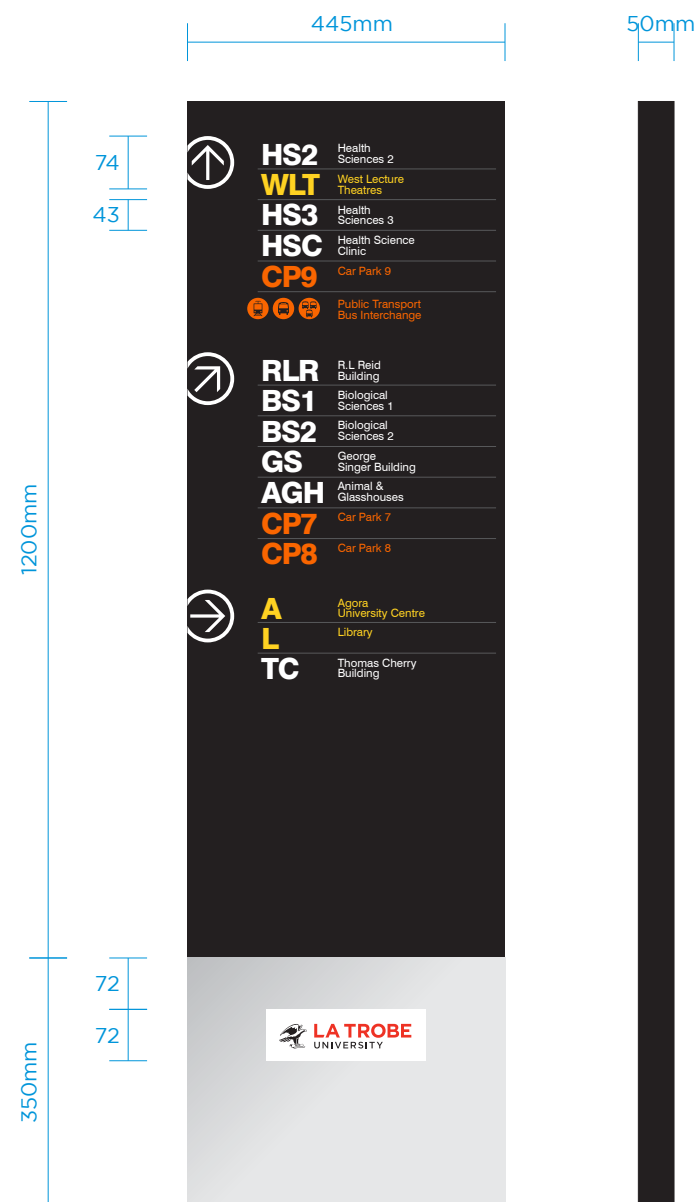 445mm
50mm
74
43
1200mm
HS2 Health
Sciences 2
WLT West Lecture
Theatres
HS3 Health
Sciences 3
HSC Health Science
Clinic
CP9 Car Park 9
Public Transport
Bus Interchange
RLR R.L Reid
Building
BS1 Biological
Sciences 1
BS2 Biological
Sciences 2
GS George
Singer Building
AGH Animal &
Glasshouses
CP7 Car Park 7
CP8 Car Park 8
A Agora
University Centre
L Library
TC Thomas Cherry
Building
72
72
350mm
LA TROBE
UNIVERSITY